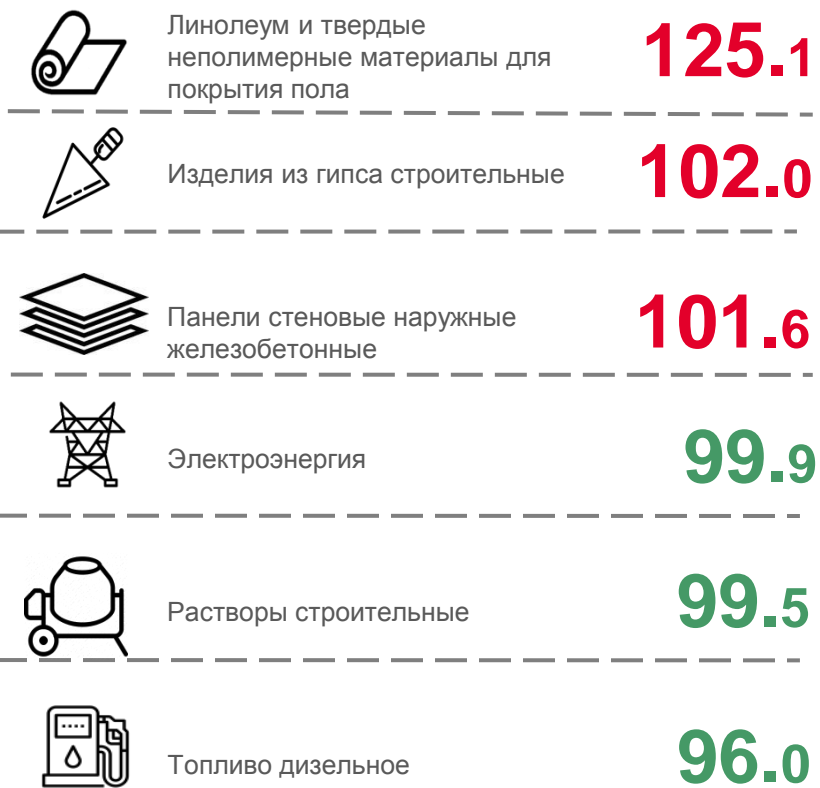 Линолеум и твердые
неполимерные материалы для
покрытия пола
125.1
Изделия из гипса строительные
102.0
Панели стеновые наружные
железобетонные
101.6
Электроэнергия
99.9
Растворы строительные
99.5
Топливо дизельное
96.0